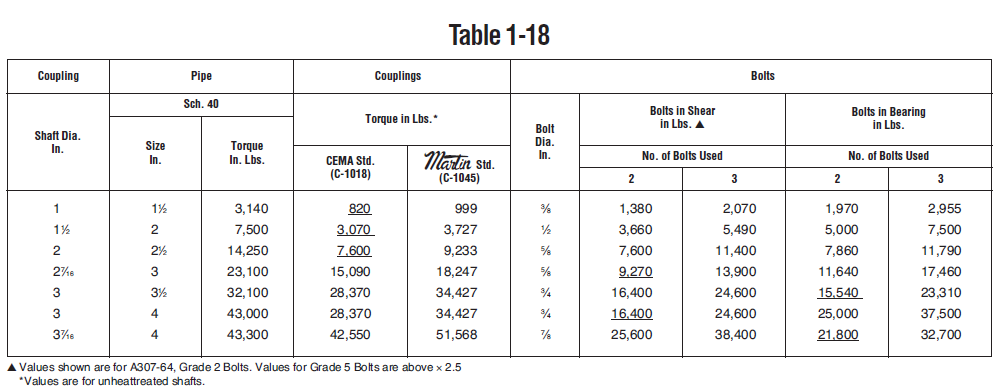 Table 1-18
Coupling Pipe Couplings Bolts
Shaft Dia. In. Sch. 40 Torque in Lbs.* Bolt Dia. In. Bolts in Shear in Lbs. ▲ Bolts in Bearing in Lbs.
Size In. Torque In. Lbs. CEMA Std. (C-1018) Martin Std. (C-1045) No. of Bolts Used No. of Bolts Used
2 3 2 3
1 1½ 3,140 820 999 ⅜ 1,380 2,070 1,970 2,955
1½ 2 7,500 3,070 3,727 ½ 3,660 5,490 5,000 7,500
2 2½ 14,250 7,600 9,233 ⅝ 7,600 11,400 7,860 11,790
2⁷⁄₁₆ 3 23,100 15,090 18,247 ⅝ 9,270 13,900 11,640 17,460
3 3½ 32,100 28,370 34,427 ¾ 16,400 24,600 15,540 23,310
3 4 43,000 28,370 34,427 ¾ 16,400 24,600 25,000 37,500
3⁷⁄₁₆ 4 43,300 42,550 51,568 ⅞ 25,600 38,400 21,800 32,700
▲ Values shown are for A307-64, Grade 2 Bolts. Values for Grade 5 Bolts are above × 2.5
*Values are for unheattreated shafts.